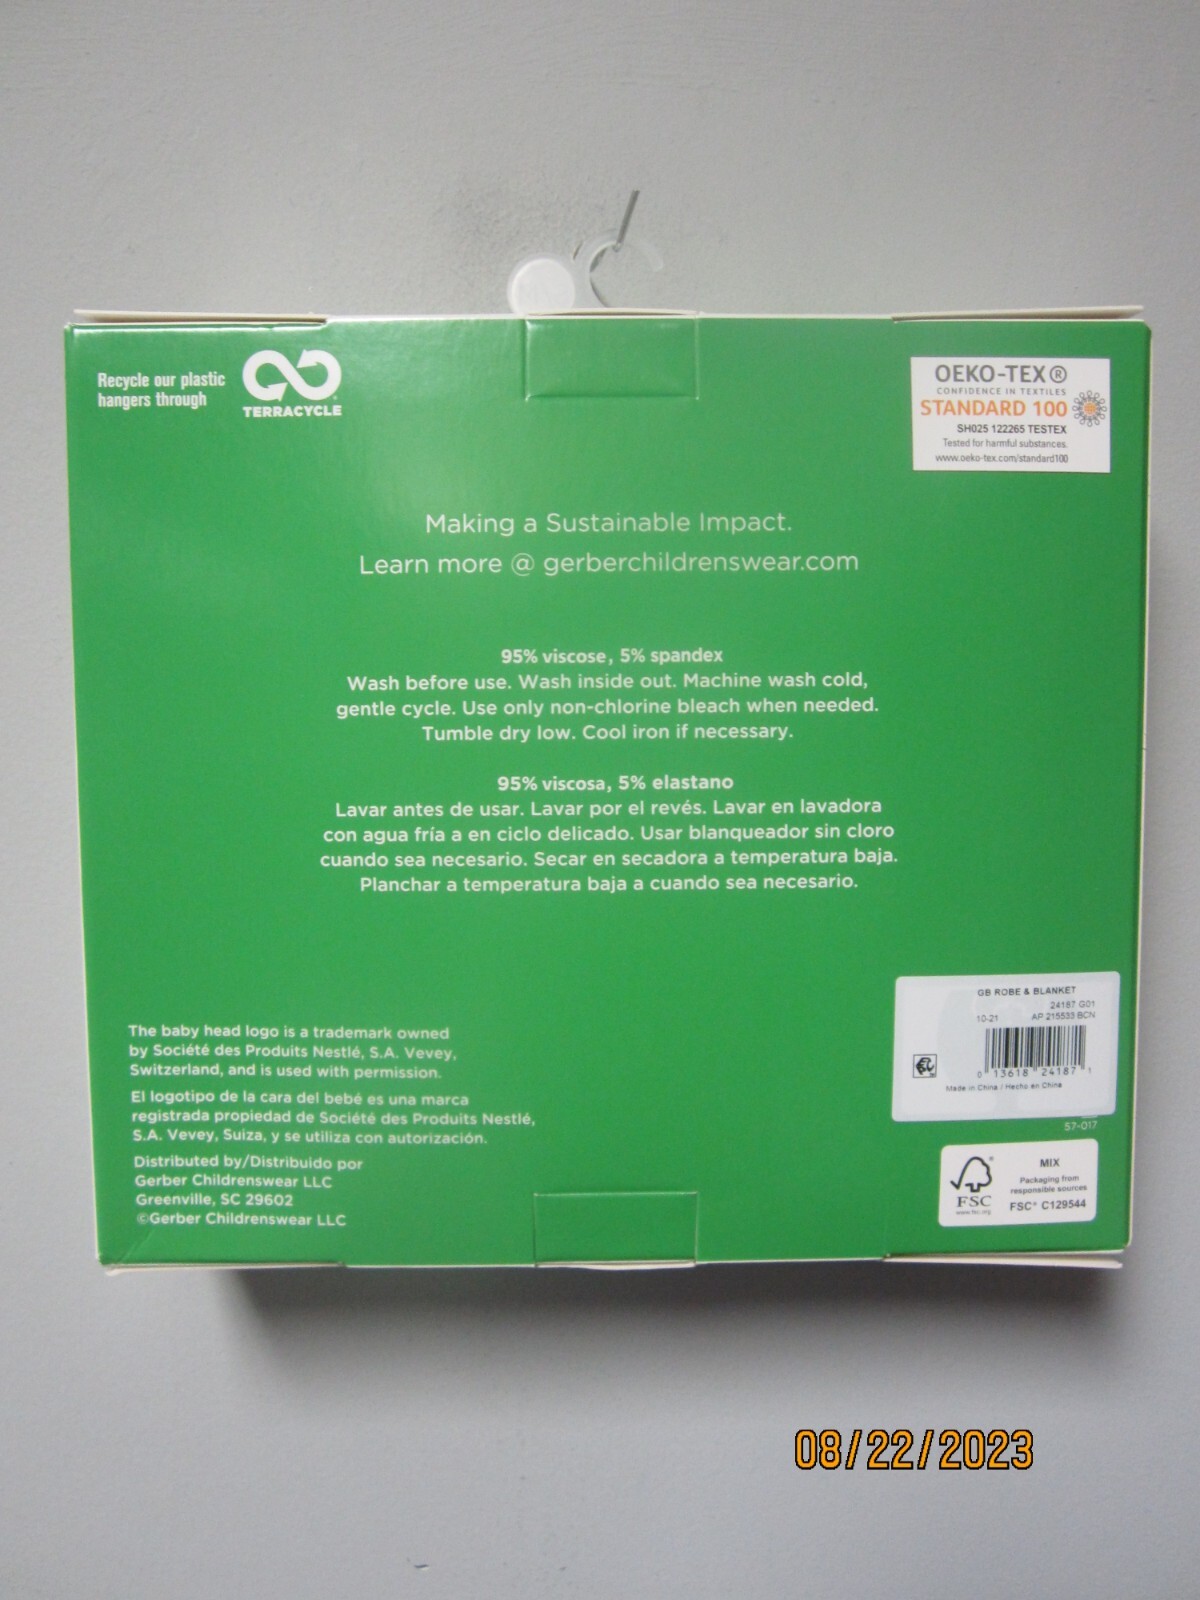 Recycle our plastic
hangers through
TERRACYCLE
OEKO-TEX®
CONFIDENCE IN TEXTILES
STANDARD 100
SH025 122265 TESTEX
Tested for harmful substances.
www.oeko-tex.com/standard100
Making a Sustainable Impact.
Learn more @ gerberchildrenswear.com
95% viscose, 5% spandex
Wash before use. Wash inside out. Machine wash cold,
gentle cycle. Use only non-chlorine bleach when needed.
Tumble dry low. Cool iron if necessary.
95% viscosa, 5% elastano
Lavar antes de usar. Lavar por el revés. Lavar en lavadora
con agua fría a en ciclo delicado. Usar blanqueador sin cloro
cuando sea necesario. Secar en secadora a temperatura baja.
Planchar a temperatura baja a cuando sea necesario.
GB ROBE & BLANKET
24187 G01
10-21 AP 215533 BCN
0 13618 24187 1
Made in China / Hecho en China
57-017
The baby head logo is a trademark owned
by Société des Produits Nestlé, S.A. Vevey,
Switzerland, and is used with permission.
El logotipo de la cara del bebé es una marca
registrada propiedad de Société des Produits Nestlé,
S.A. Vevey, Suiza, y se utiliza con autorización.
Distributed by/Distribuido por
Gerber Childrenswear LLC
Greenville, SC 29602
©Gerber Childrenswear LLC
FSC
www.fsc.org
MIX
Packaging from
responsible sources
FSC® C129544
08/22/2023